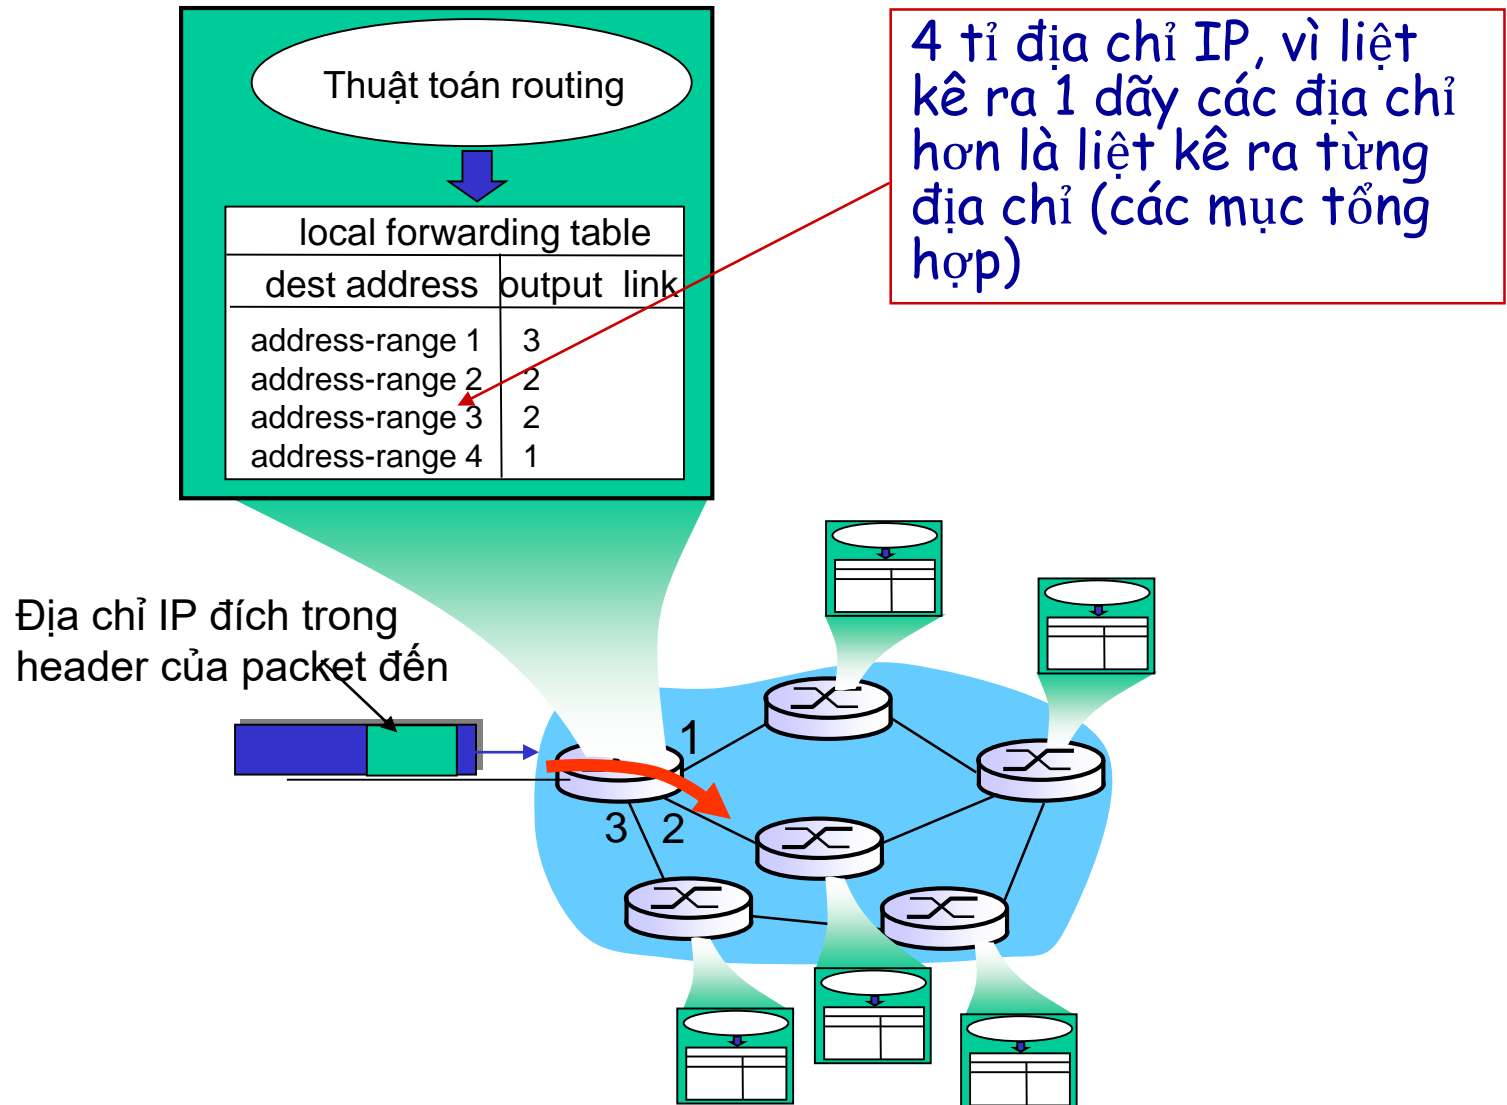 Thuật toán routing
local forwarding table
dest address output link
address-range 1 3
address-range 2 2
address-range 3 2
address-range 4 1
4 tỉ địa chỉ IP, vì liệt
kê ra 1 dãy các địa chỉ
hơn là liệt kê ra từng
địa chỉ (các mục tổng
hợp)
Địa chỉ IP đích trong
header của packet đến
1
3 2